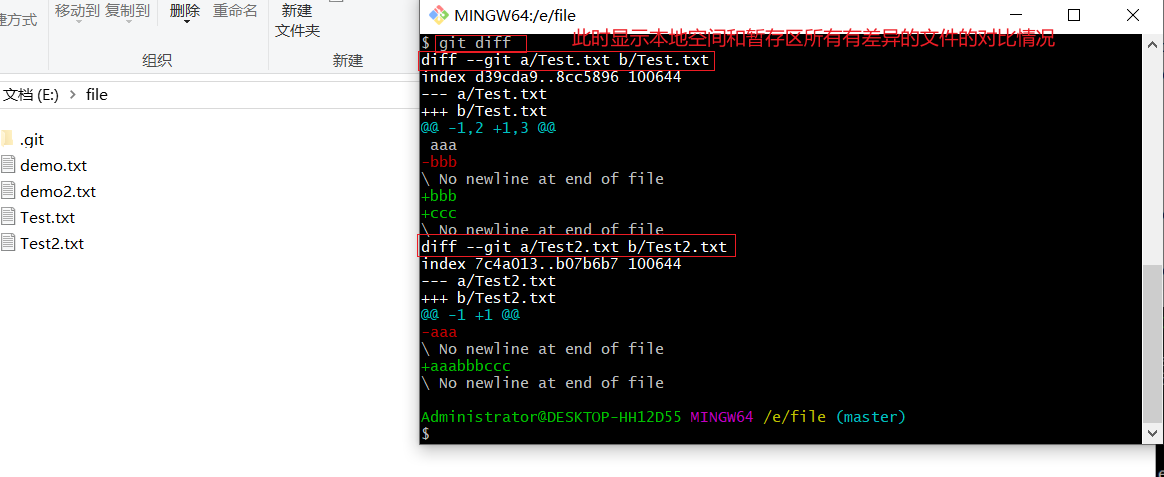 建方式
移动到 复制到
删除 重命名
新建
文件夹
组织
新建
文档 (E:) > file
.git
demo.txt
demo2.txt
Test.txt
Test2.txt
MINGW64:/e/file
$ git diff
此时显示本地空间和暂存区所有有差异的文件的对比情况
diff --git a/Test.txt b/Test.txt
index d39cda9..8cc5896 100644
--- a/Test.txt
+++ b/Test.txt
@@ -1,2 +1,3 @@
 aaa
-bbb
\ No newline at end of file
+bbb
+ccc
\ No newline at end of file
diff --git a/Test2.txt b/Test2.txt
index 7c4a013..b07b6b7 100644
--- a/Test2.txt
+++ b/Test2.txt
@@ -1 +1 @@
-aaa
\ No newline at end of file
+aaabbbccc
\ No newline at end of file
Administrator@DESKTOP-HH12D55 MINGW64 /e/file (master)
$